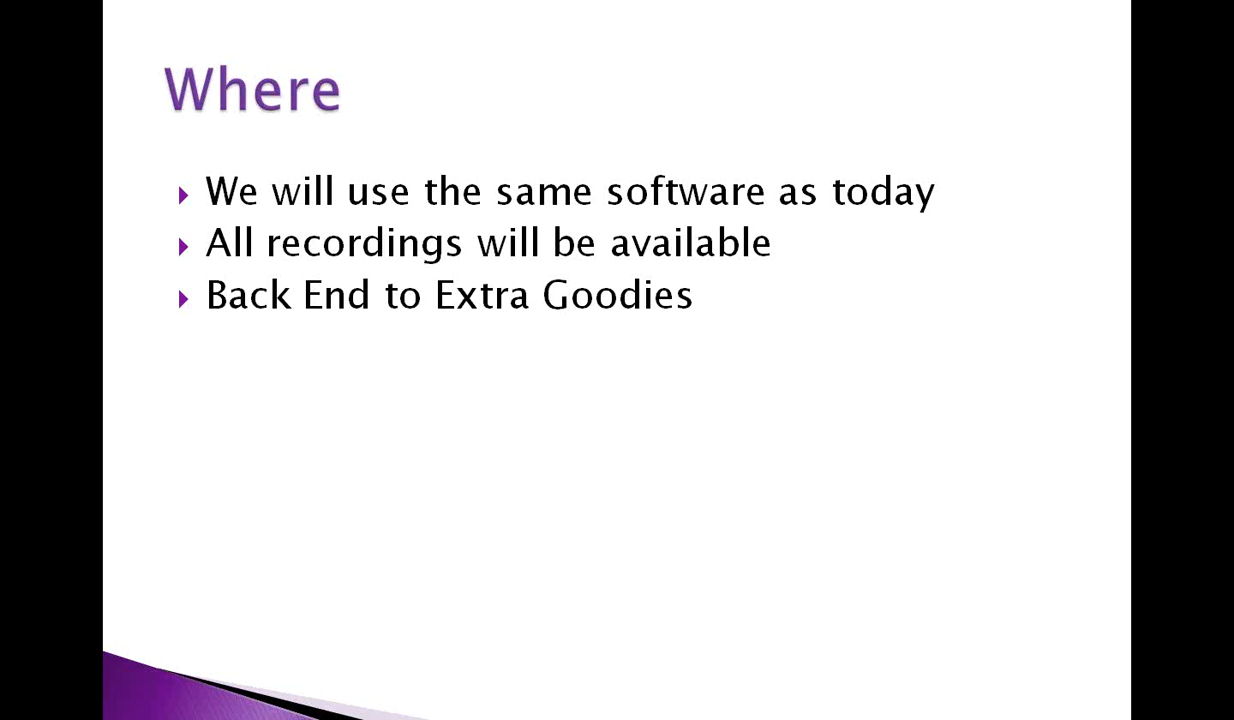 Where
We will use the same software as today
All recordings will be available
Back End to Extra Goodies